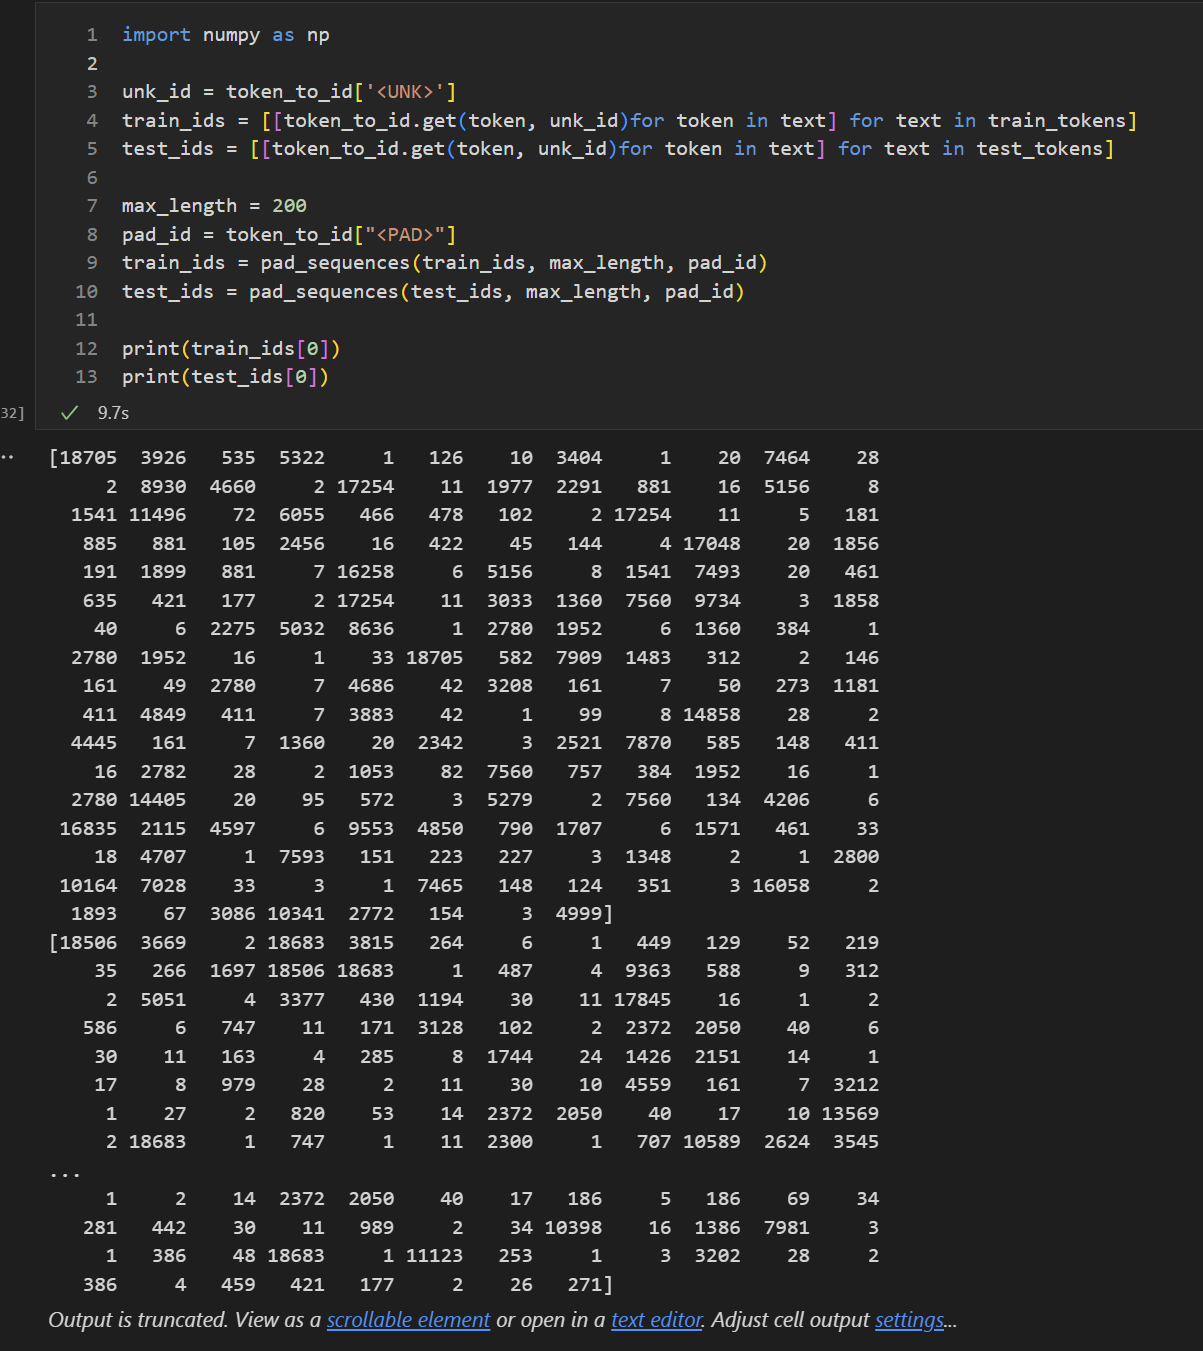 1 import numpy as np
2
3 unk_id = token_to_id['<UNK>']
4 train_ids = [[token_to_id.get(token, unk_id)for token in text] for text in train_tokens]
5 test_ids = [[token_to_id.get(token, unk_id)for token in text] for text in test_tokens]
6
7 max_length = 200
8 pad_id = token_to_id["<PAD>"]
9 train_ids = pad_sequences(train_ids, max_length, pad_id)
10 test_ids = pad_sequences(test_ids, max_length, pad_id)
11
12 print(train_ids[0])
13 print(test_ids[0])
32] ✓ 9.7s
[18705 3926 535 5322 1 126 10 3404 1 20 7464 28
2 8930 4660 2 17254 11 1977 2291 881 16 5156 8
1541 11496 72 6055 466 478 102 2 17254 11 5 181
885 881 105 2456 16 422 45 144 4 17048 20 1856
191 1899 881 7 16258 6 5156 8 1541 7493 20 461
635 421 177 2 17254 11 3033 1360 7560 9734 3 1858
40 6 2275 5032 8636 1 2780 1952 6 1360 384 1
2780 1952 16 1 33 18705 582 7909 1483 312 2 146
161 49 2780 7 4686 42 3208 161 7 50 273 1181
411 4849 411 7 3883 42 1 99 8 14858 28 2
4445 161 7 1360 20 2342 3 2521 7870 585 148 411
16 2782 28 2 1053 82 7560 757 384 1952 16 1
2780 14405 20 95 572 3 5279 2 7560 134 4206 6
16835 2115 4597 6 9553 4850 790 1707 6 1571 461 33
18 4707 1 7593 151 223 227 3 1348 2 1 2800
10164 7028 33 3 1 7465 148 124 351 3 16058 2
1893 67 3086 10341 2772 154 3 4999]
[18506 3669 2 18683 3815 264 6 1 449 129 52 219
35 266 1697 18506 18683 1 487 4 9363 588 9 312
2 5051 4 3377 430 1194 30 11 17845 16 1 2
586 6 747 11 171 3128 102 2 2372 2050 40 6
30 11 163 4 285 8 1744 24 1426 2151 14 1
17 8 979 28 2 11 30 10 4559 161 7 3212
1 27 2 820 53 14 2372 2050 40 17 10 13569
2 18683 1 747 1 11 2300 1 707 10589 2624 3545
...
1 2 14 2372 2050 40 17 186 5 186 69 34
281 442 30 11 989 2 34 10398 16 1386 7981 3
1 386 48 18683 1 11123 253 1 3 3202 28 2
386 4 459 421 177 2 26 271]
Output is truncated. View as a scrollable element or open in a text editor. Adjust cell output settings...